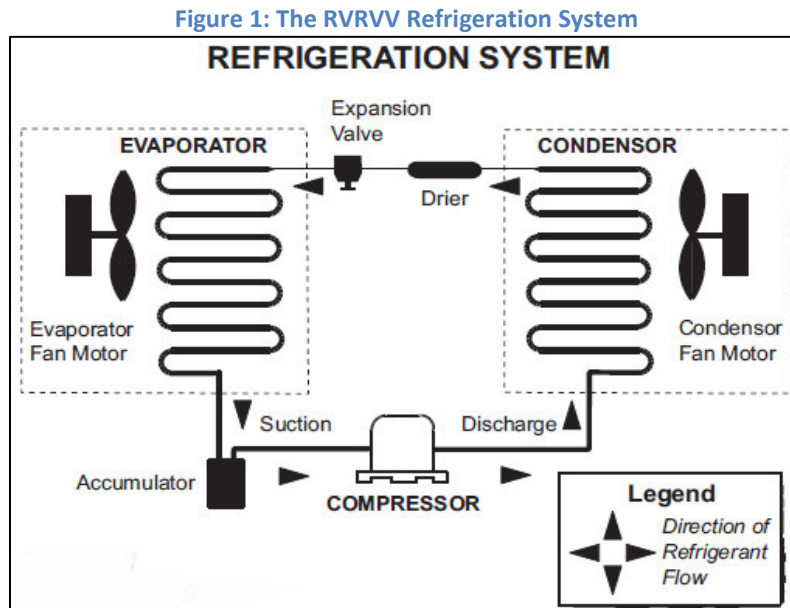 Figure 1: The RVRVV Refrigeration System
REFRIGERATION SYSTEM
Expansion
Valve
EVAPORATOR
CONDENSOR
Drier
Evaporator
Fan Motor
Condensor
Fan Motor
Suction
Discharge
Accumulator
COMPRESSOR
Legend
Direction of
Refrigerant
Flow